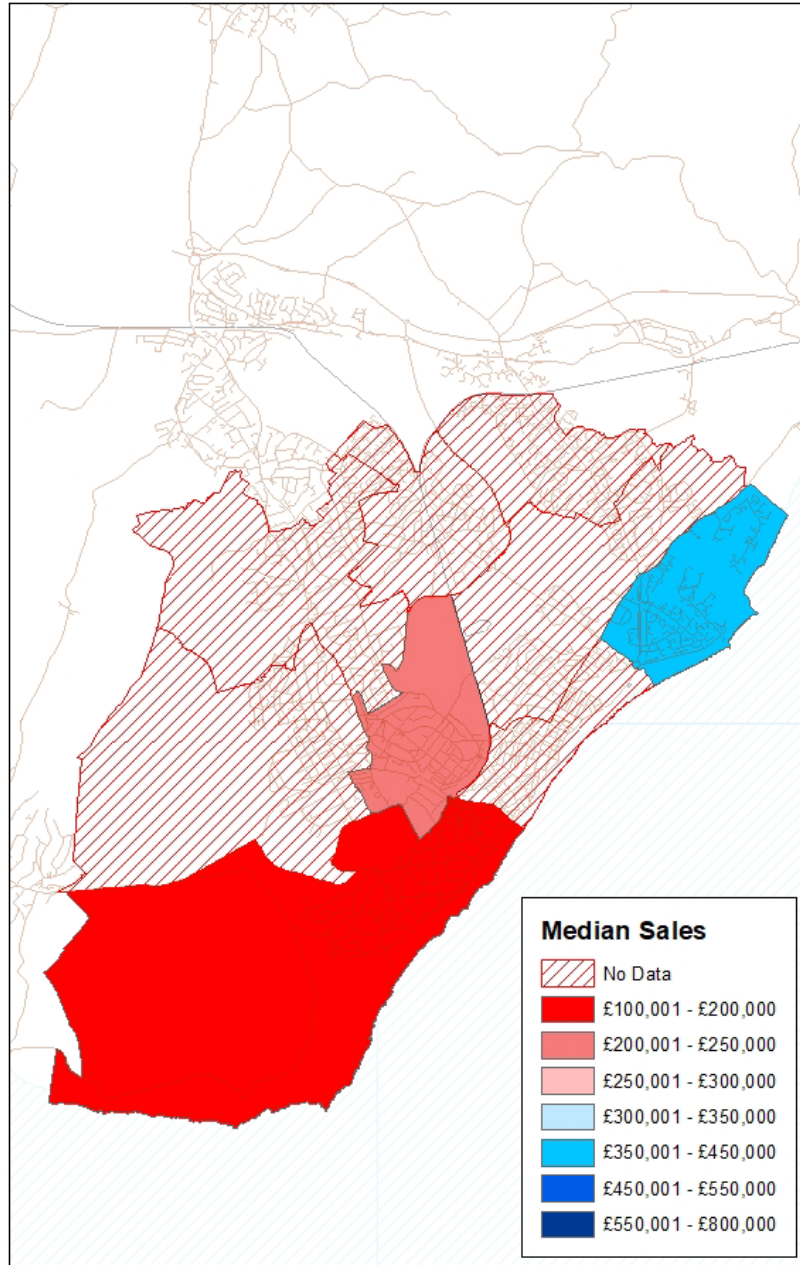 Median Sales
No Data
£100,001 - £200,000
£200,001 - £250,000
£250,001 - £300,000
£300,001 - £350,000
£350,001 - £450,000
£450,001 - £550,000
£550,001 - £800,000